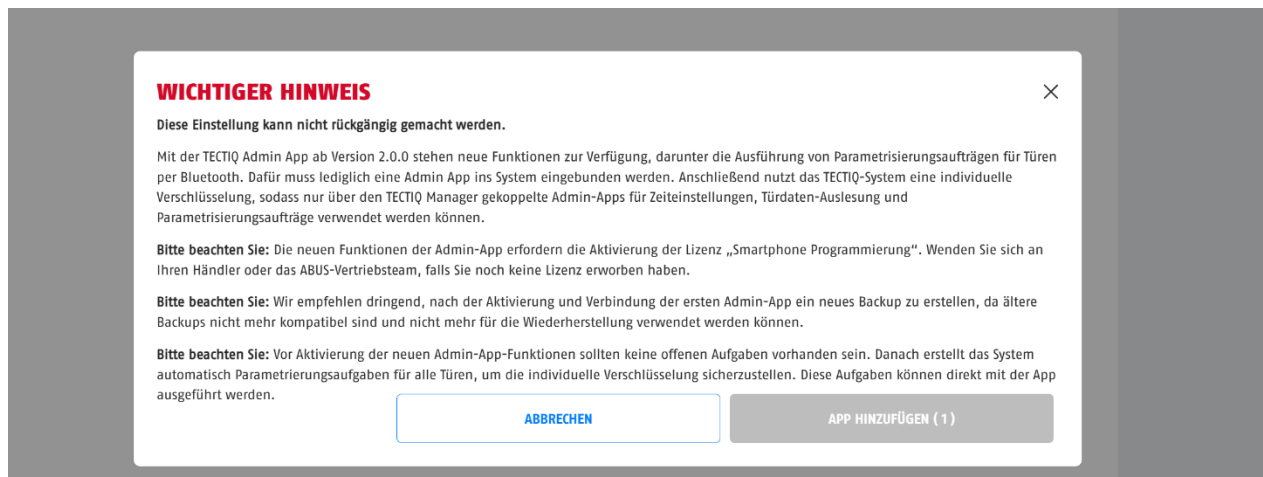 WICHTIGER HINWEIS
Diese Einstellung kann nicht rückgängig gemacht werden.
Mit der TECTIQ Admin App ab Version 2.0.0 stehen neue Funktionen zur Verfügung, darunter die Ausführung von Parametrisierungsaufträgen für Türen
per Bluetooth. Dafür muss lediglich eine Admin App ins System eingebunden werden. Anschließend nutzt das TECTIQ-System eine individuelle
Verschlüsselung, sodass nur über den TECTIQ Manager gekoppelte Admin-Apps für Zeiteinstellungen, Türdaten-Auslesung und
Parametrisierungsaufträge verwendet werden können.
Bitte beachten Sie: Die neuen Funktionen der Admin-App erfordern die Aktivierung der Lizenz „Smartphone Programmierung“. Wenden Sie sich an
Ihren Händler oder das ABUS-Vertriebsteam, falls Sie noch keine Lizenz erworben haben.
Bitte beachten Sie: Wir empfehlen dringend, nach der Aktivierung und Verbindung der ersten Admin-App ein neues Backup zu erstellen, da ältere
Backups nicht mehr kompatibel sind und nicht mehr für die Wiederherstellung verwendet werden können.
Bitte beachten Sie: Vor Aktivierung der neuen Admin-App-Funktionen sollten keine offenen Aufgaben vorhanden sein. Danach erstellt das System
automatisch Parametrierungsaufgaben für alle Türen, um die individuelle Verschlüsselung sicherzustellen. Diese Aufgaben können direkt mit der App
ausgeführt werden.
ABBRECHEN
APP HINZUFÜGEN ( 1 )